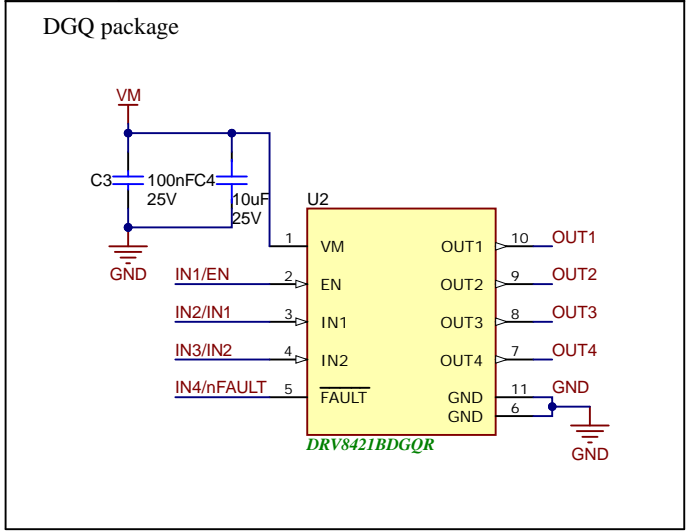 DGQ package
VM
C3
100nF
25V
C4
10uF
25V
GND
U2
IN1/EN
IN2/IN1
IN3/IN2
IN4/nFAULT
1
2
3
4
5
VM
EN
IN1
IN2
FAULT
OUT1
OUT2
OUT3
OUT4
GND
GND
10
9
8
7
11
6
OUT1
OUT2
OUT3
OUT4
GND
GND
DRV8421BDGQR